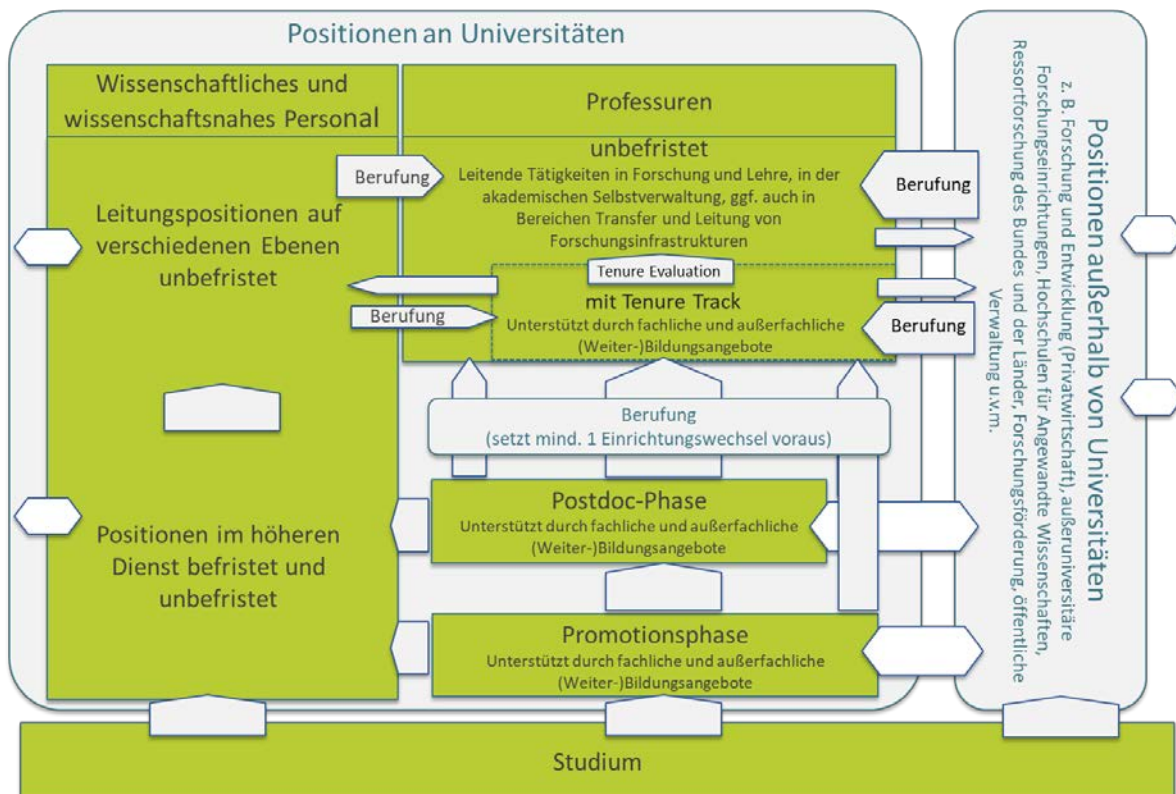 Positionen an Universitäten
Wissenschaftliches und
wissenschaftsnahes Personal
Professuren
Leitungspositionen auf
verschiedenen Ebenen
unbefristet
Positionen im höheren
Dienst befristet und
unbefristet
Berufung
unbefristet
Leitende Tätigkeiten in Forschung und Lehre, in der
akademischen Selbstverwaltung, ggf. auch in
Bereichen Transfer und Leitung von
Forschungsinfrastrukturen
Berufung
Tenure Evaluation
mit Tenure Track
Unterstützt durch fachliche und außerfachliche
(Weiter-)Bildungsangebote
Berufung
Berufung
Berufung
(setzt mind. 1 Einrichtungswechsel voraus)
Postdoc-Phase
Unterstützt durch fachliche und außerfachliche
(Weiter-)Bildungsangebote
Promotionsphase
Unterstützt durch fachliche und außerfachliche
(Weiter-)Bildungsangebote
Positionen außerhalb von Universitäten
z. B. Forschung und Entwicklung (Privatwirtschaft), außeruniversitäre
Forschungseinrichtungen, Hochschulen für Angewandte Wissenschaften,
Ressortforschung des Bundes und der Länder, Forschungsförderung, öffentliche
Verwaltung u.v.m.
Studium